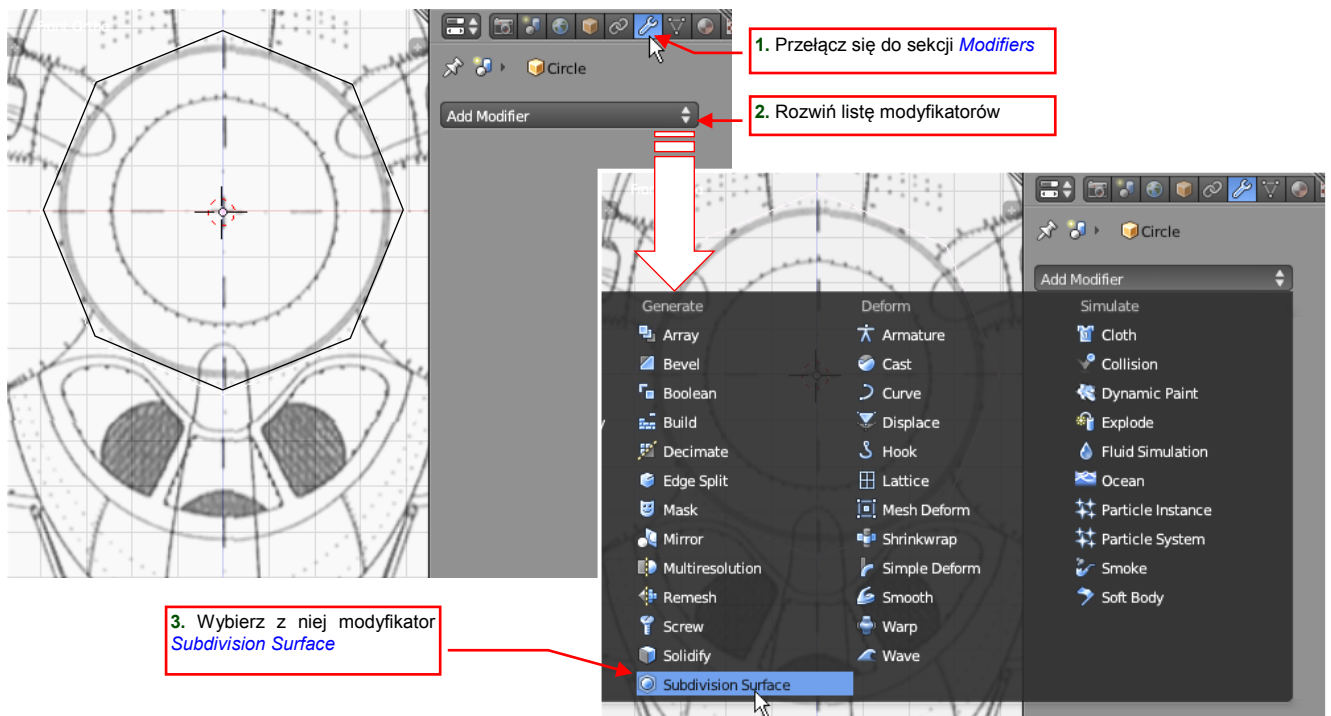 Front Ortho
Circle
Add Modifier
1. Przełącz się do sekcji Modifiers
2. Rozwiń listę modyfikatorów
Circle
Add Modifier
Generate
Array
Bevel
Boolean
Build
Decimate
Edge Split
Mask
Mirror
Multiresolution
Remesh
Screw
Solidify
Subdivision Surface
Deform
Armature
Cast
Curve
Displace
Hook
Lattice
Mesh Deform
Shrinkwrap
Simple Deform
Smooth
Warp
Wave
Simulate
Cloth
Collision
Dynamic Paint
Explode
Fluid Simulation
Ocean
Particle Instance
Particle System
Smoke
Soft Body
3. Wybierz z niej modyfikator
Subdivision Surface